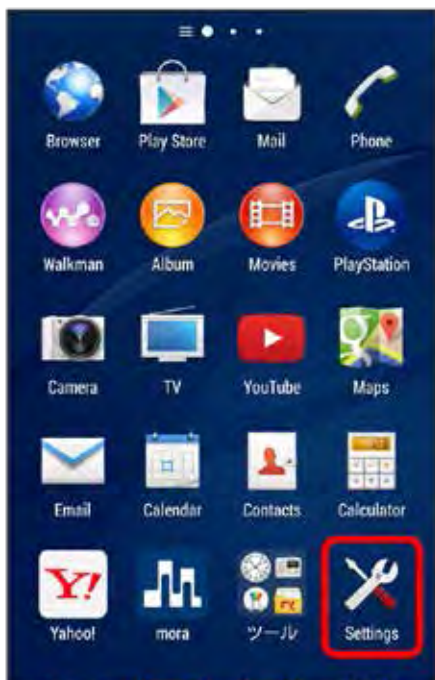 Browser Play Store Mail Phone
Walkman Album Movies PlayStation
Camera TV YouTube Maps
Email Calendar Contacts Calculator
Y!
Yahoo! mora ツール Settings